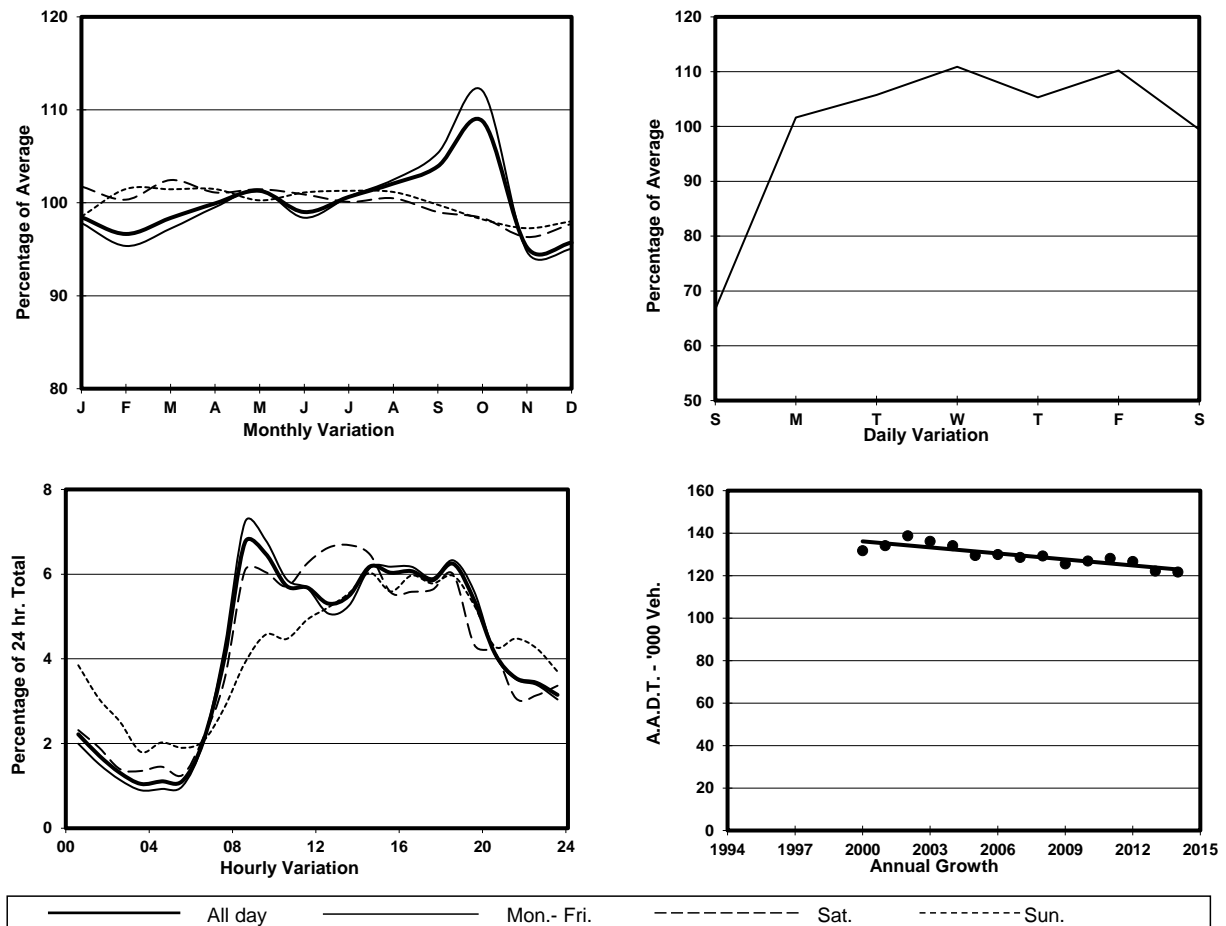 120
110
100
90
80
Percentage of Average
J F M A M J J A S O N D
Monthly Variation
120
110
100
90
80
70
60
50
Percentage of Average
S M T W T F S
Daily Variation
8
6
4
2
0
Percentage of 24 hr. Total
00 04 08 12 16 20 24
Hourly Variation
160
140
120
100
80
60
40
20
0
A.A.D.T. - '000 Veh.
1994 1997 2000 2003 2006 2009 2012 2015
Annual Growth
All day Mon.- Fri. Sat. Sun.